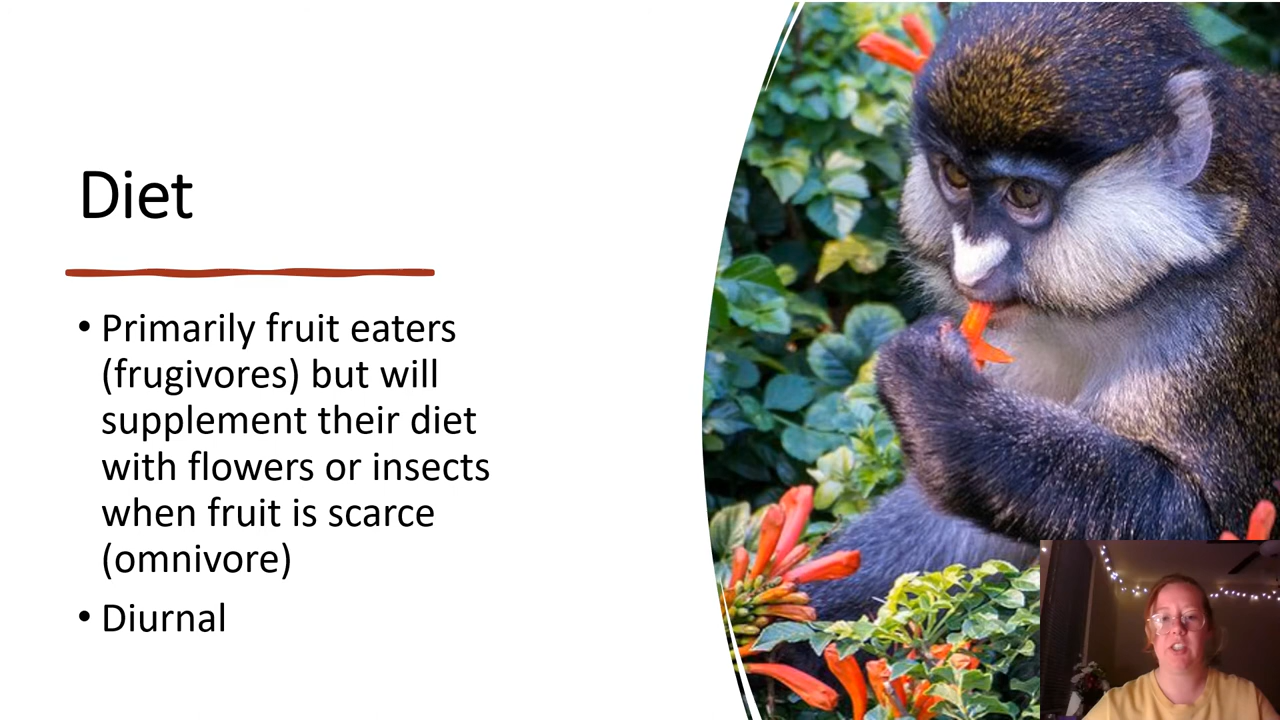 Diet
• Primarily fruit eaters
(frugivores) but will
supplement their diet
with flowers or insects
when fruit is scarce
(omnivore)
• Diurnal